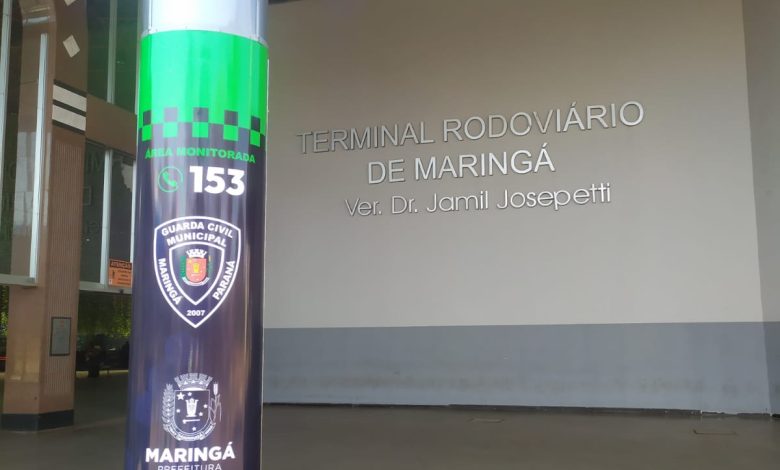 ÁREA MONITORADA
153
GUARDA CIVIL
MUNICIPAL
MARINGÁ
PARANÁ
2007
MARINGÁ
PREFEITURA
TERMINAL RODOVIÁRIO
DE MARINGÁ
Ver. Dr. Jamil Josepetti
ATENÇÃO